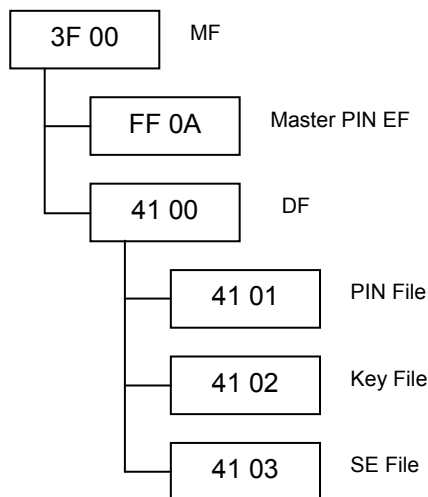 3F 00 MF
FF 0A Master PIN EF
41 00 DF
41 01 PIN File
41 02 Key File
41 03 SE File